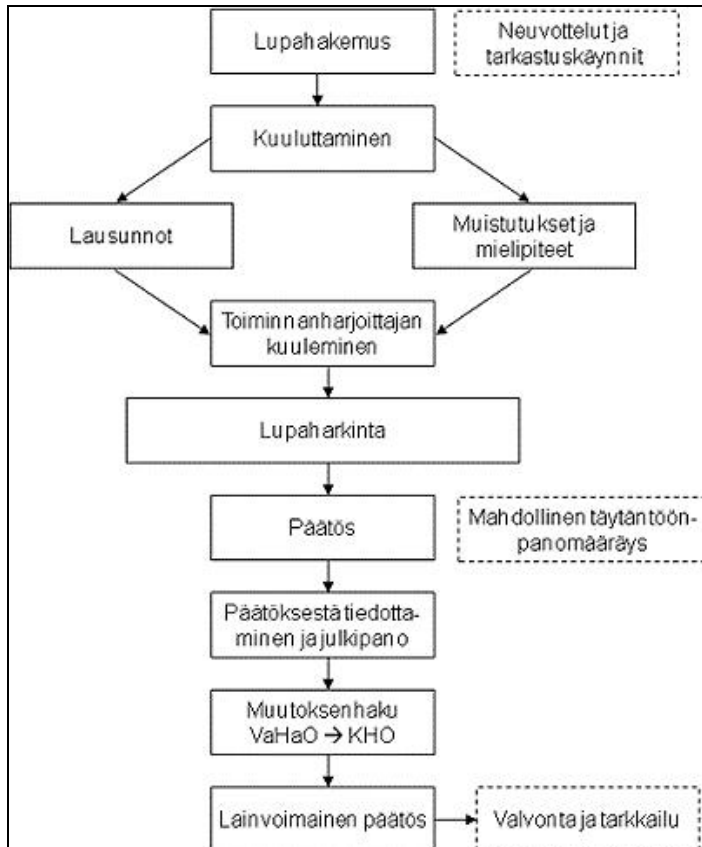 Lupahakemus
Neuvottelut ja
tarkastuskäynnit
Kuuluttaminen
Lausunnot
Muistutukset ja
mielipiteet
Toiminnanharjoittajan
kuuleminen
Lupaharkinta
Päätös
Mahdollinen täytäntöön-
panomääräys
Päätöksestä tiedotta-
minen ja julkipano
Muutoksenhaku
VaHaO → KHO
Lainvoimainen päätös
Valvonta ja tarkkailu